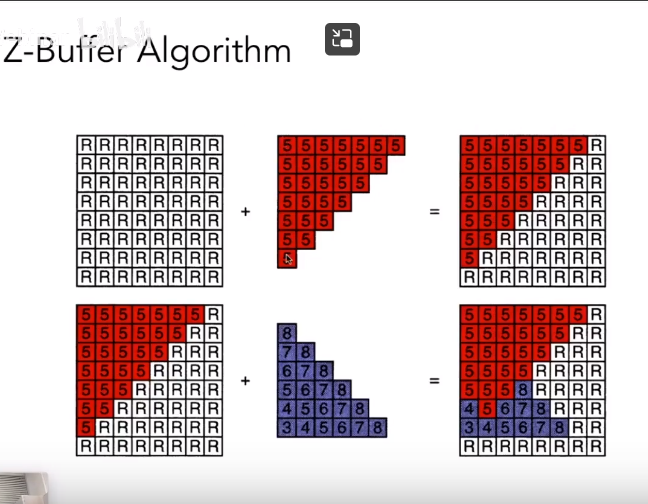 Z-Buffer Algorithm
R R R R R R R R
R R R R R R R R
R R R R R R R R
R R R R R R R R
R R R R R R R R
R R R R R R R R
R R R R R R R R
R R R R R R R R
+
5 5 5 5 5 5 5
5 5 5 5 5 5
5 5 5 5 5
5 5 5 5
5 5 5
5 5
=
5 5 5 5 5 5 5 R
5 5 5 5 5 5 R R
5 5 5 5 5 R R R
5 5 5 5 R R R R
5 5 5 R R R R R
5 5 R R R R R R
5 R R R R R R R
R R R R R R R R
5 5 5 5 5 5 5 R
5 5 5 5 5 5 R R
5 5 5 5 5 R R R
5 5 5 5 R R R R
5 5 5 R R R R R
5 5 R R R R R R
5 R R R R R R R
R R R R R R R R
+
8
7 8
6 7 8
5 6 7 8
4 5 6 7 8
3 4 5 6 7 8
=
5 5 5 5 5 5 5 R
5 5 5 5 5 5 R R
5 5 5 5 5 R R R
5 5 5 5 R R R R
5 5 5 8 R R R R
4 5 6 7 8 R R R
3 4 5 6 7 8 R R
R R R R R R R R